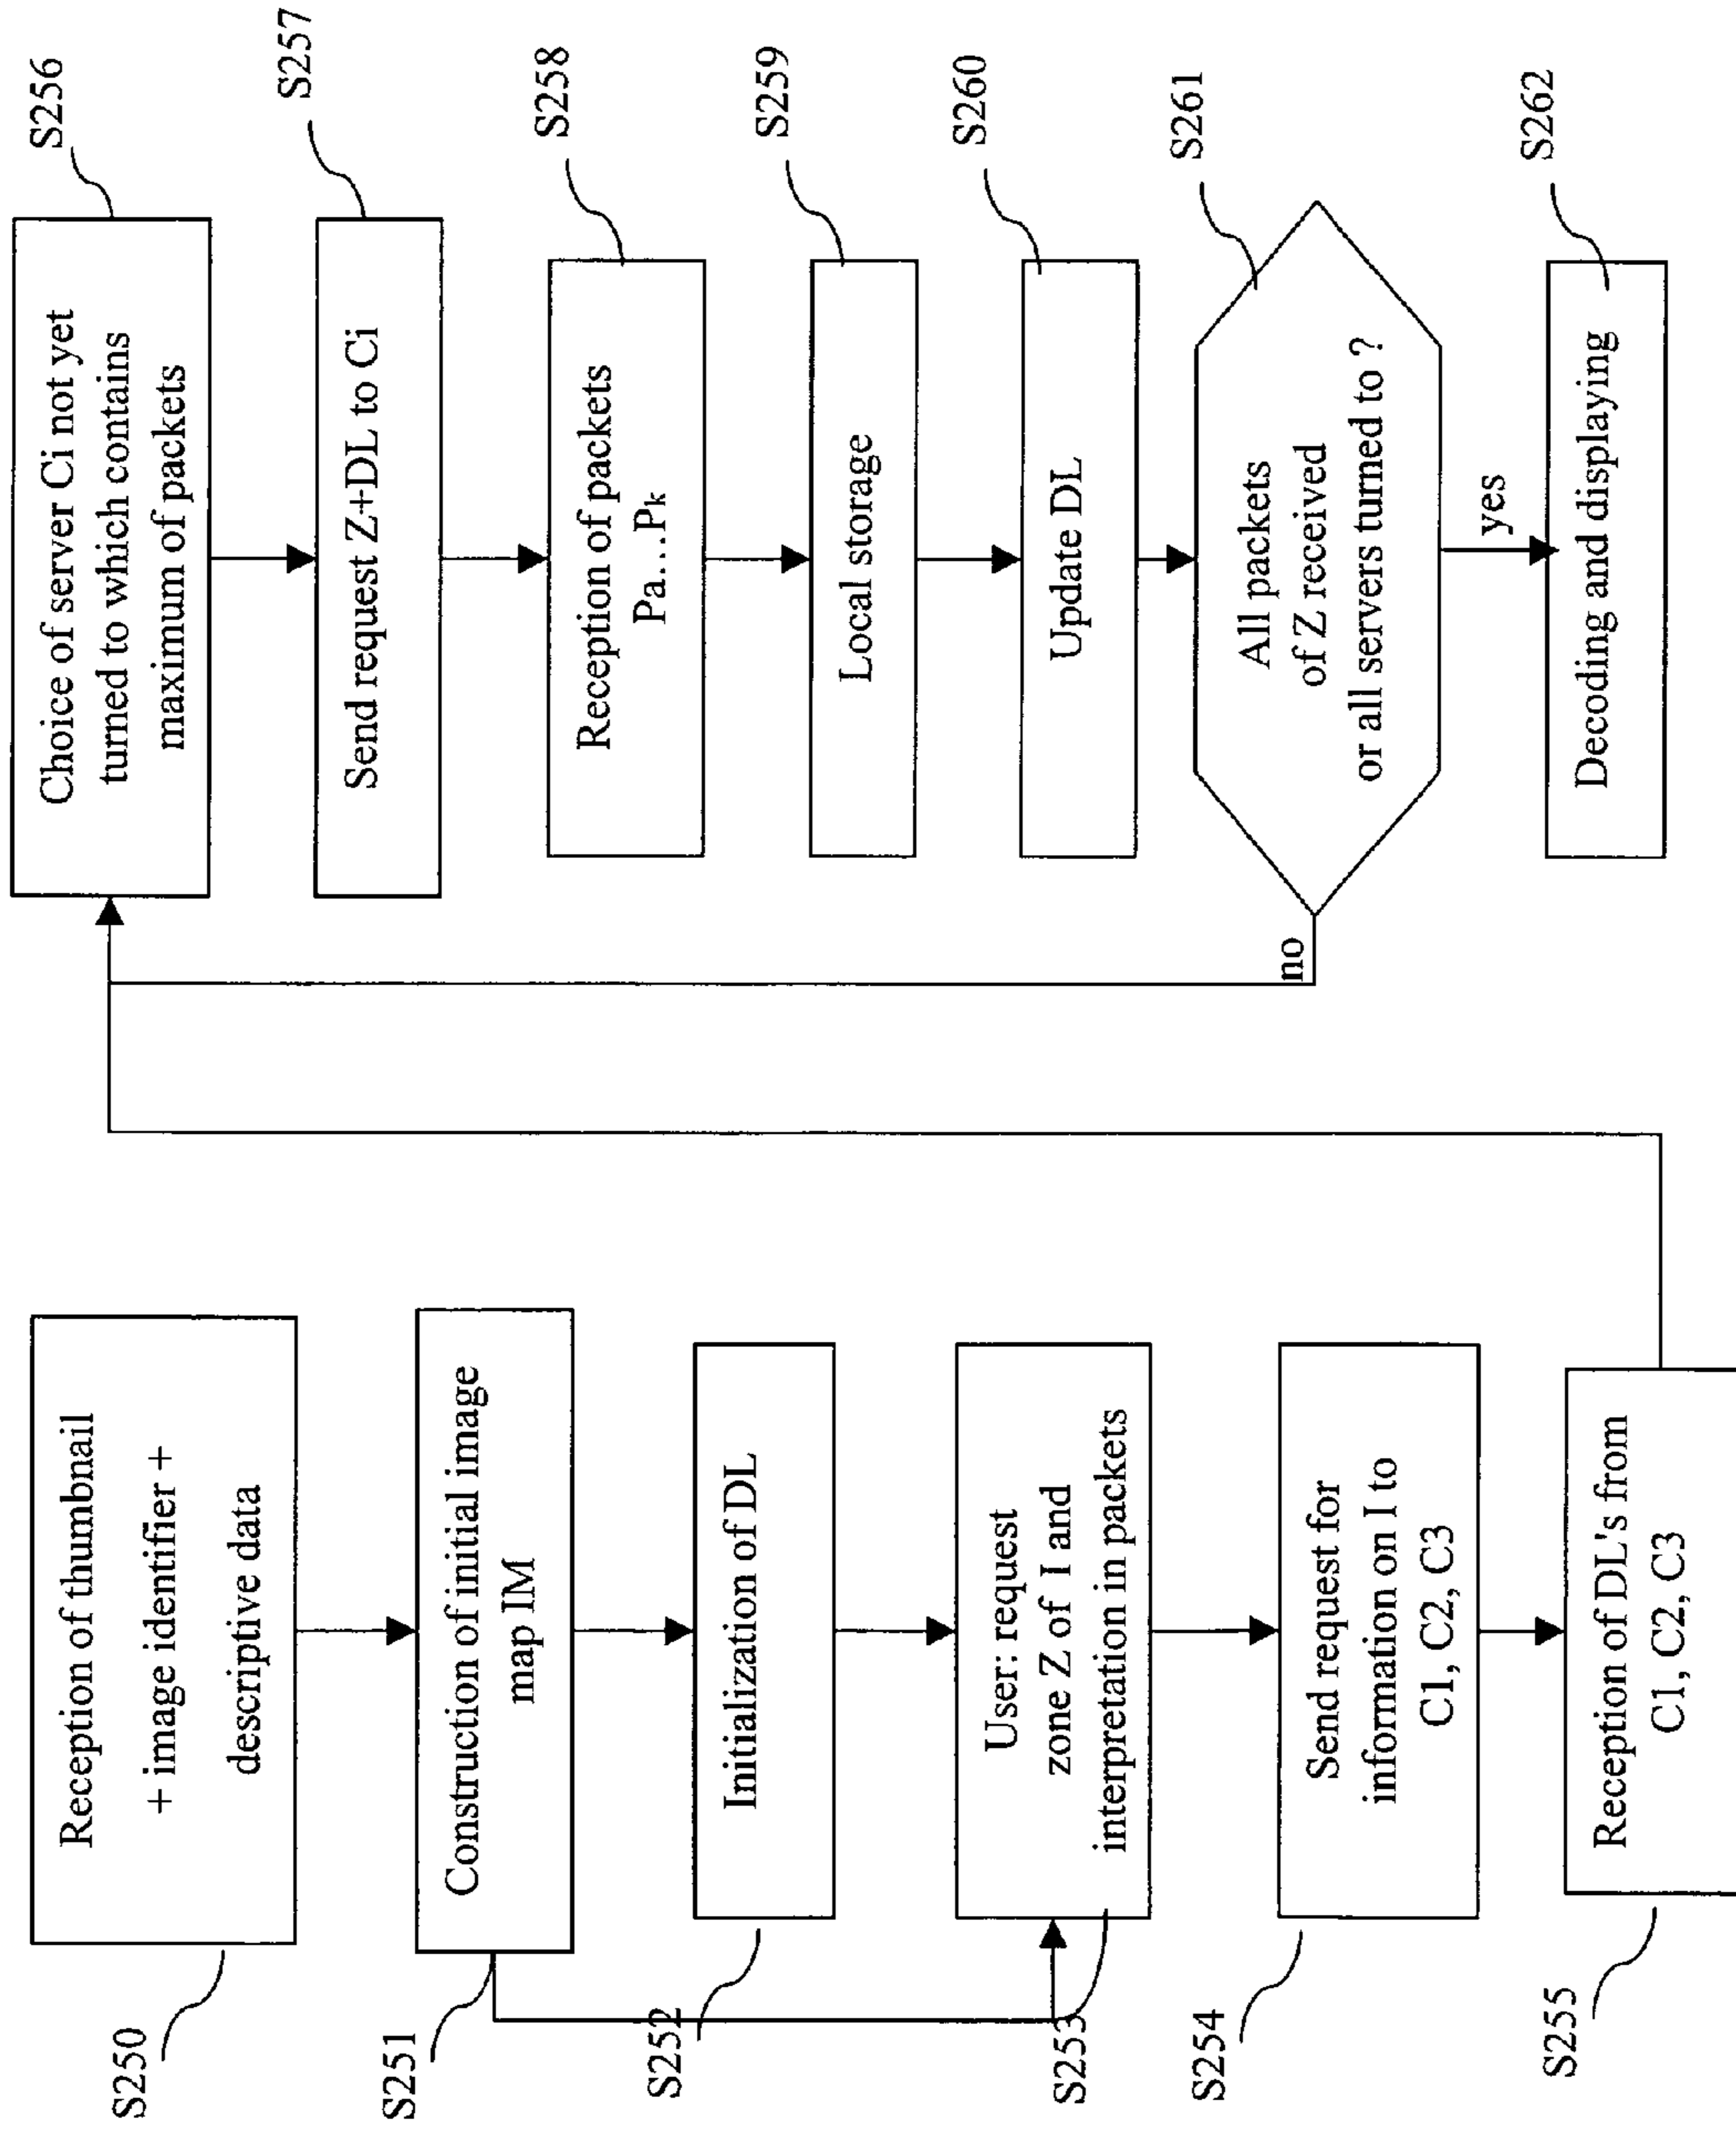 S250
Reception of thumbnail
+ image identifier +
descriptive data
S251
Construction of initial image
map IM
S252
Initialization of DL
S253
User: request
zone Z of I and
interpretation in packets
S254
Send request for
information on I to
C1, C2, C3
S255
Reception of DL's from
C1, C2, C3
S256
Choice of server Ci not yet
turned to which contains
maximum of packets
S257
Send request Z+DL to Ci
S258
Reception of packets
Pa...Pk
S259
Local storage
S260
Update DL
S261
All packets
of Z received
or all servers turned to ?
no
yes
S262
Decoding and displaying